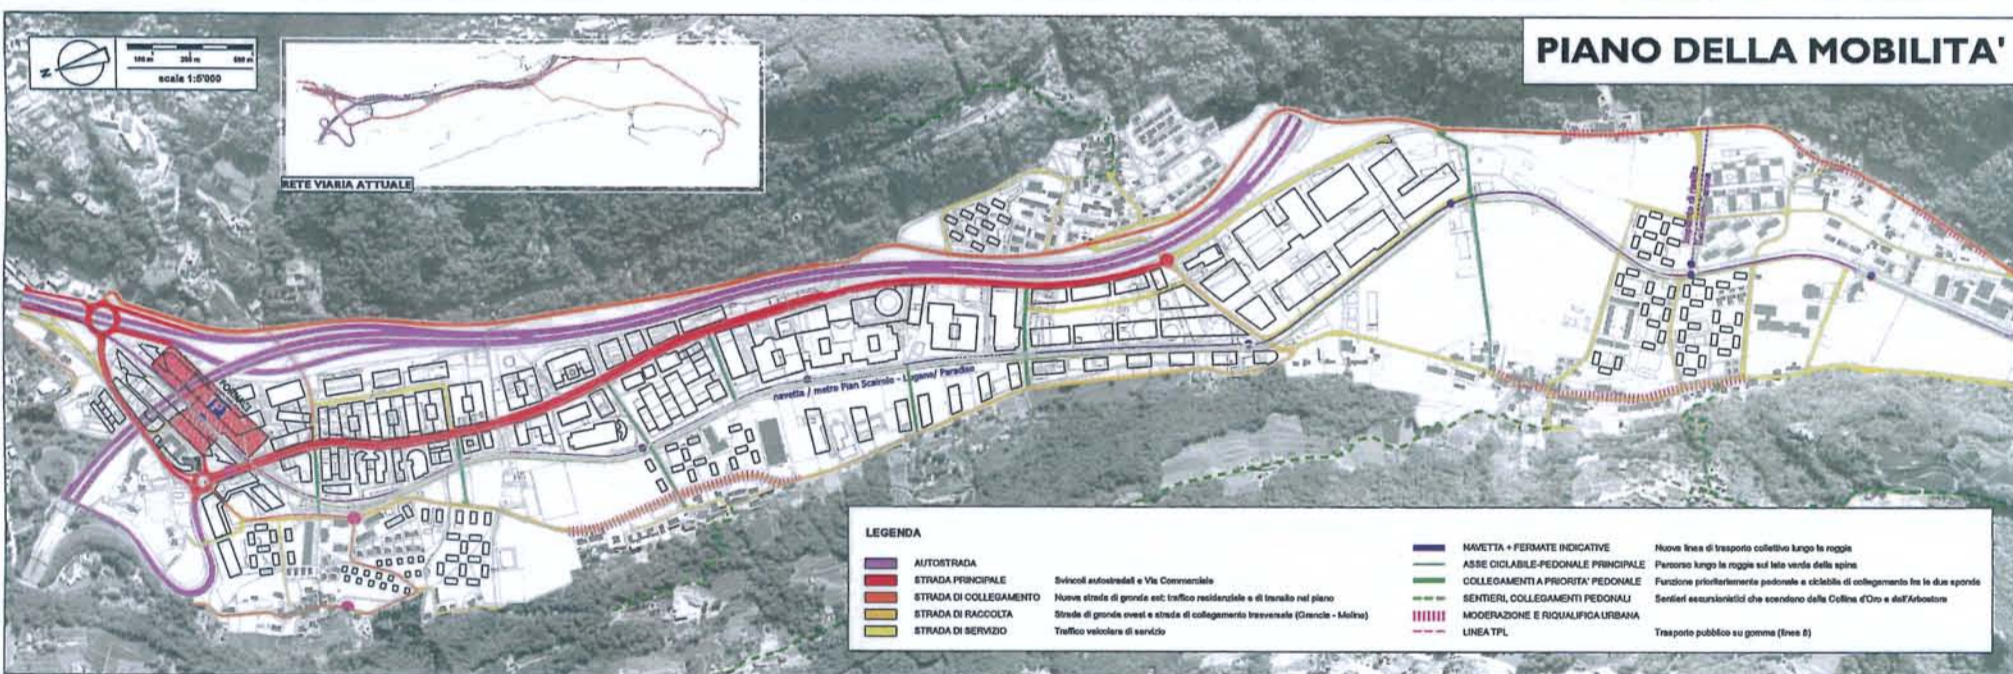 PIANO DELLA MOBILITA'
N
100 m 250 m 500 m
scala 1:5'000
RETE VIARIA ATTUALE
FORNACI
P
navetta / metro Pian Scairolo - Lugano/ Paradiso
LEGENDA
AUTOSTRADA
STRADA PRINCIPALE Svincoli autostradali e Via Commerciale
STRADA DI COLLEGAMENTO Nuova strada di gronda est: traffico residenziale e di transito nel piano
STRADA DI RACCOLTA Strada di gronda ovest e strada di collegamento trasversale (Grancia - Molino)
STRADA DI SERVIZIO Traffico veicolare di servizio
NAVETTA + FERMATE INDICATIVE Nuova linea di trasporto collettivo lungo la roggia
ASSE CICLABILE-PEDONALE PRINCIPALE Percorso lungo la roggia sul lato verde della spina
COLLEGAMENTI A PRIORITA' PEDONALE Funzione prioritariamente pedonale e ciclabile di collegamento fra le due sponde
SENTIERI, COLLEGAMENTI PEDONALI Sentieri escursionistici che scendono dalla Collina d'Oro e dall'Arbostora
MODERAZIONE E RIQUALIFICA URBANA
LINEA TPL Trasporto pubblico su gomma (linea B)